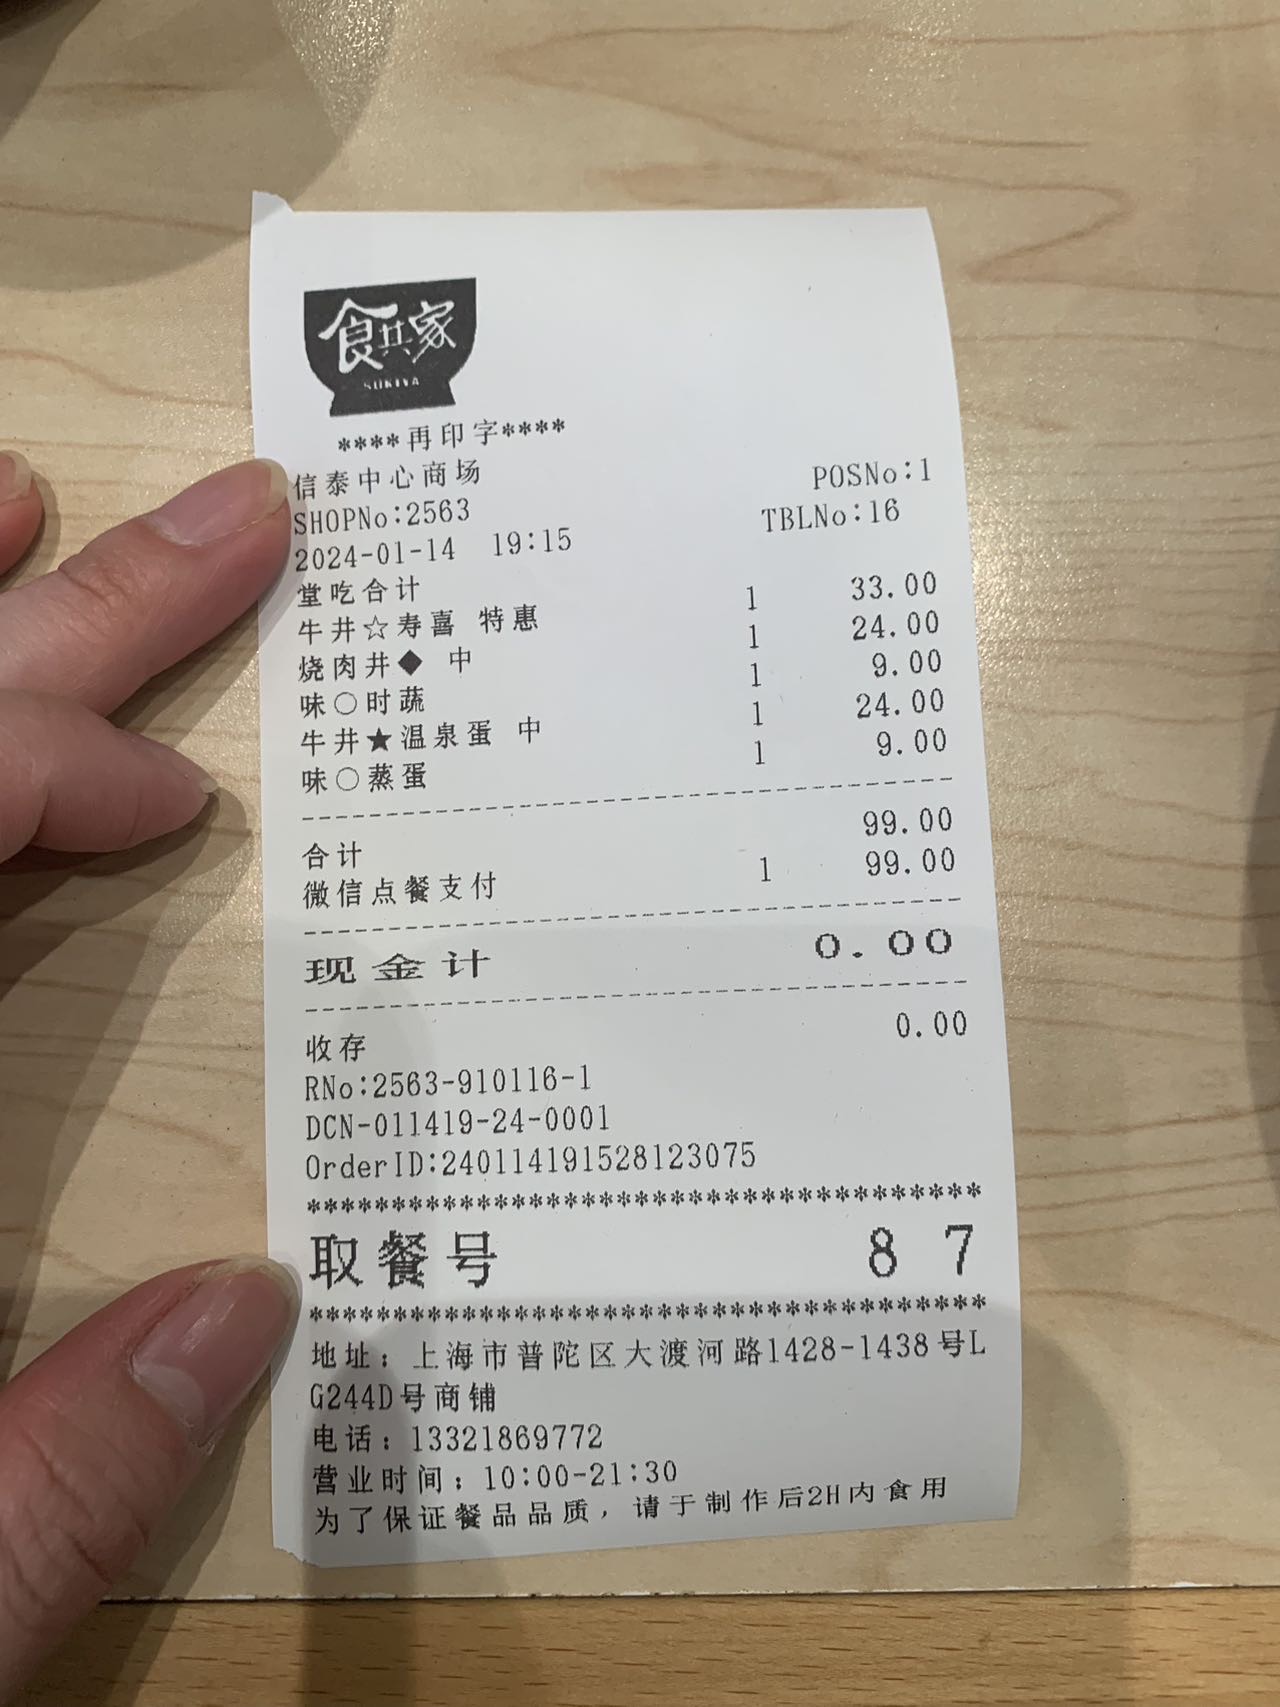 食其家
SUKIYA
****再印字****
信泰中心商场 POSNo:1
SHOPNo:2563 TBLNo:16
2024-01-14 19:15
堂吃合计
牛丼☆寿喜 特惠 1 33.00
烧肉丼◆ 中 1 24.00
味○时蔬 1 9.00
牛丼★温泉蛋 中 1 24.00
味○蒸蛋 1 9.00
合计 99.00
微信点餐支付 1 99.00
现金计 0.00
收存 0.00
RNo:2563-910116-1
DCN-011419-24-0001
OrderID:240114191528123075
****************************************
取餐号 87
****************************************
地址：上海市普陀区大渡河路1428-1438号L
G244D号商铺
电话：13321869772
营业时间：10:00-21:30
为了保证餐品品质，请于制作后2H内食用